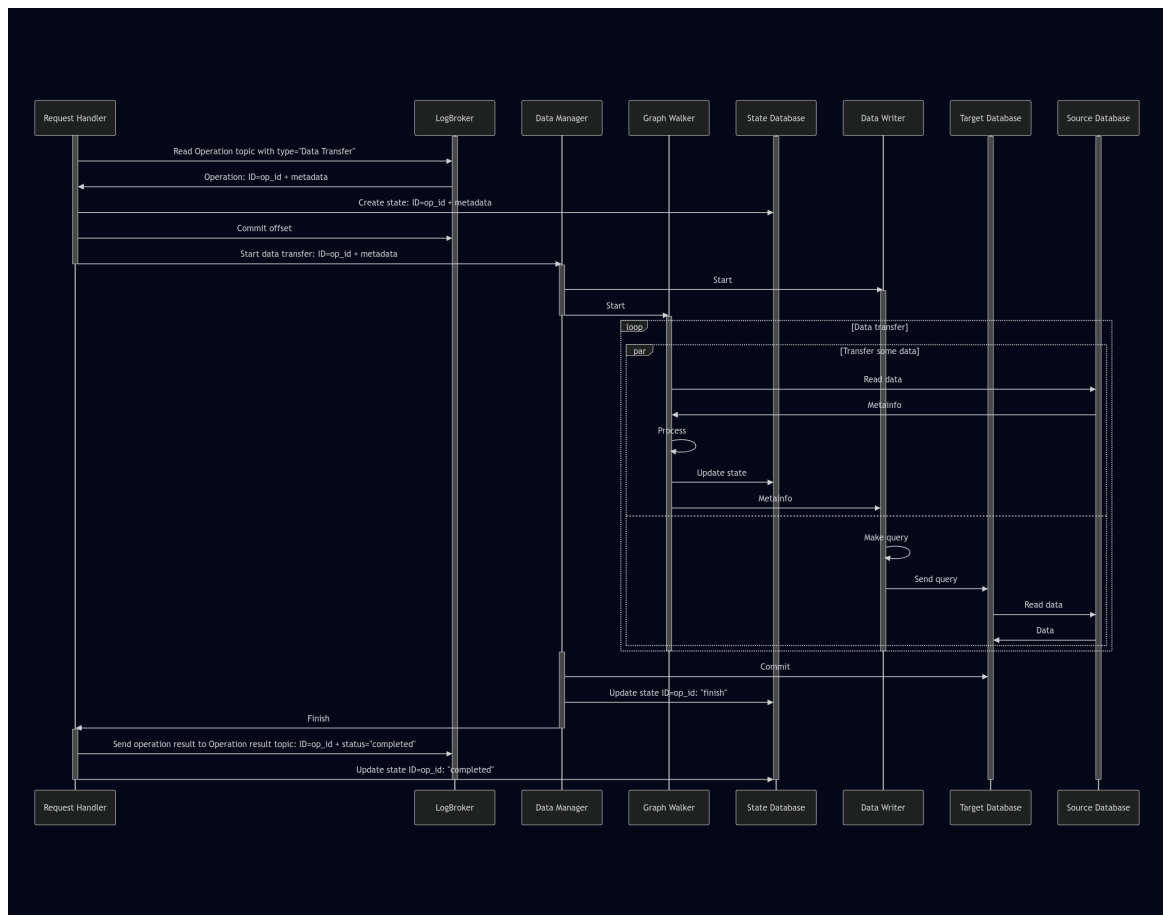 Request Handler
LogBroker
Data Manager
Graph Walker
State Database
Data Writer
Target Database
Source Database
Read Operation topic with type="Data Transfer"
Operation: ID=op_id + metadata
Create state: ID=op_id + metadata
Commit offset
Start data transfer: ID=op_id + metadata
Start
Start
loop
[Data transfer]
par
[Transfer some data]
Read data
Metainfo
Process
Update state
Metainfo
Make query
Send query
Read data
Data
Commit
Update state ID=op_id: "finish"
Finish
Send operation result to Operation result topic: ID=op_id + status="completed"
Update state ID=op_id: "completed"
Request Handler
LogBroker
Data Manager
Graph Walker
State Database
Data Writer
Target Database
Source Database